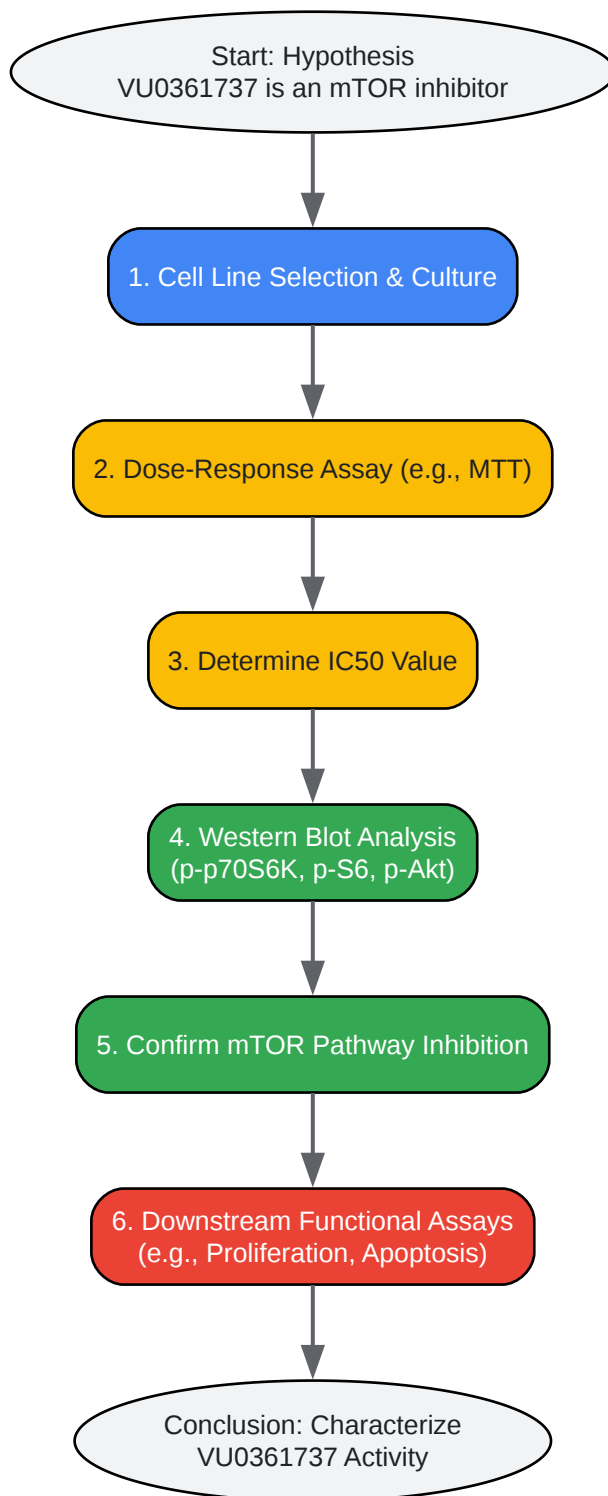 Start: Hypothesis
VU0361737 is an mTOR inhibitor
1. Cell Line Selection & Culture
2. Dose-Response Assay (e.g., MTT)
3. Determine IC50 Value
4. Western Blot Analysis
(p-p70S6K, p-S6, p-Akt)
5. Confirm mTOR Pathway Inhibition
6. Downstream Functional Assays
(e.g., Proliferation, Apoptosis)
Conclusion: Characterize
VU0361737 Activity